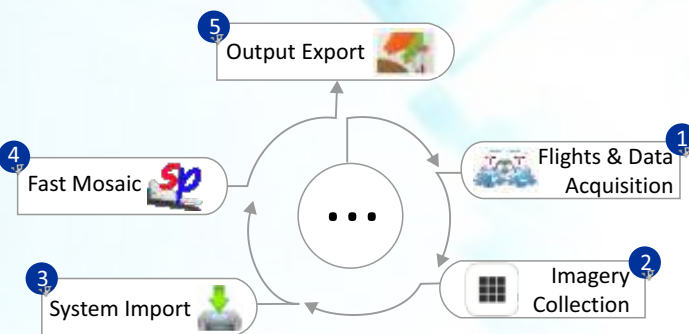 5
Output Export
1
Flights & Data
Acquisition
4
Fast Mosaic sp
...
2
Imagery
Collection
3
System Import